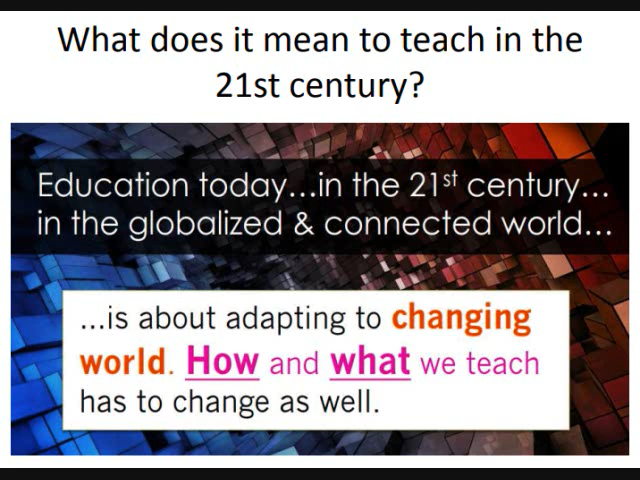 What does it mean to teach in the
21st century?
Education today...in the 21st century...
in the globalized & connected world...
...is about adapting to changing
world. How and what we teach
has to change as well.